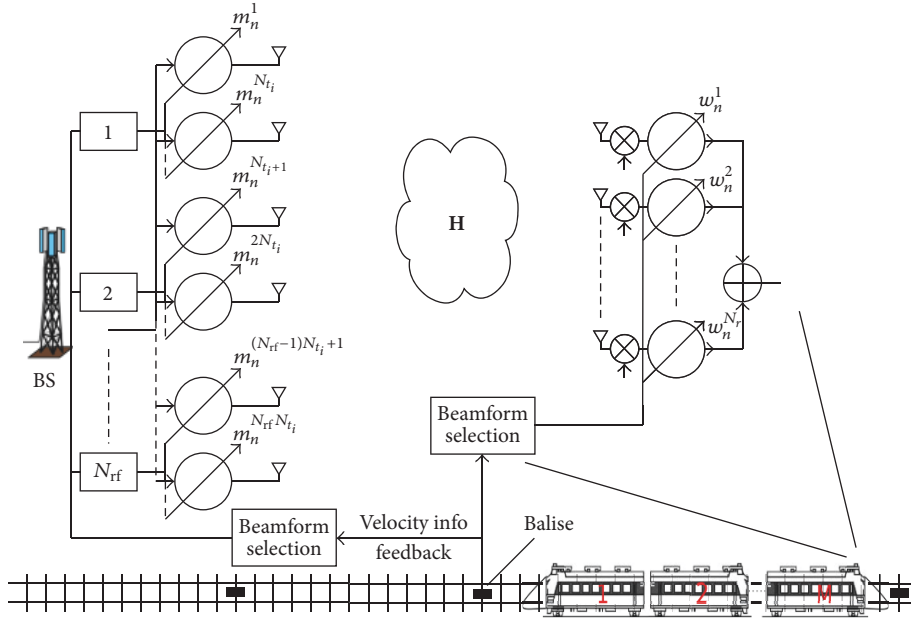 m_n^1
m_n^{N_{t_i}}
1
m_n^{N_{t_i+1}}
m_n^{2N_{t_i}}
2
BS
m_n^{(N_{rf}-1)N_{t_i}+1}
m_n^{N_{rf}N_{t_i}}
N_{rf}
H
w_n^1
w_n^2
w_n^{N_r}
Beamform
selection
Beamform
selection
Velocity info
feedback
Balise
1
2
M